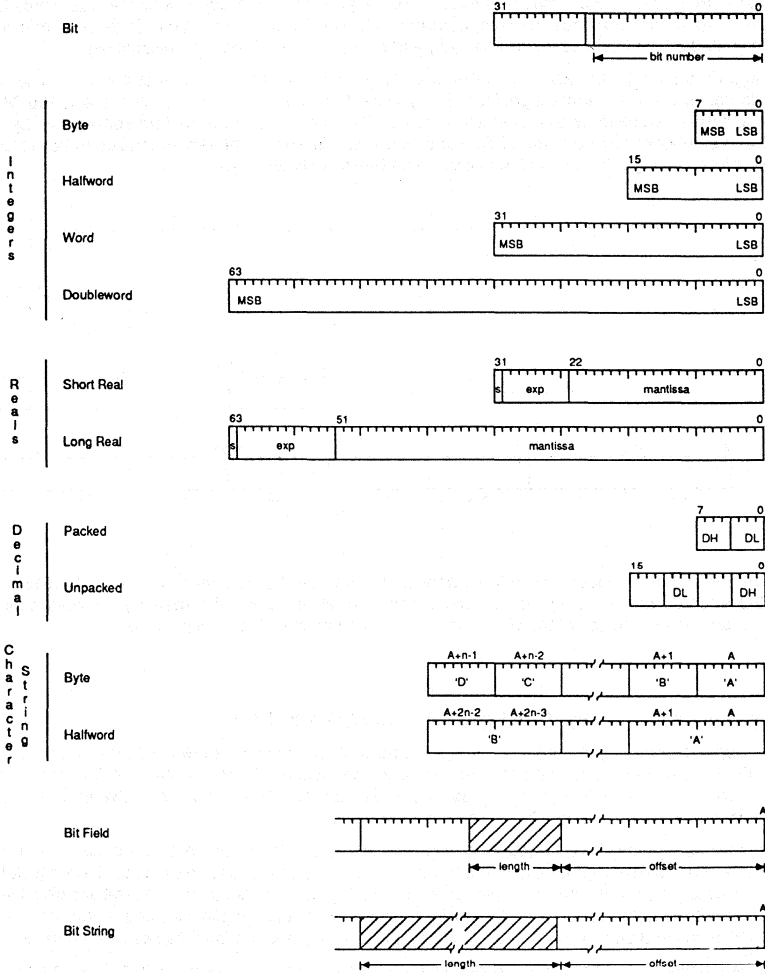 31 0
Bit
bit number
Integers
7 0
Byte
MSB LSB
15 0
Halfword
MSB LSB
31 0
Word
MSB LSB
63 0
Doubleword
MSB LSB
Reals
31 22 0
Short Real
s exp mantissa
63 51 0
Long Real
s exp mantissa
Decimal
7 0
Packed
DH DL
15 0
Unpacked
DL DH
Character
String
A+n-1 A+n-2 A+1 A
Byte
'D' 'C' 'B' 'A'
A+2n-2 A+2n-3 A+1 A
Halfword
'B' 'A'
A
Bit Field
length offset
A
Bit String
length offset